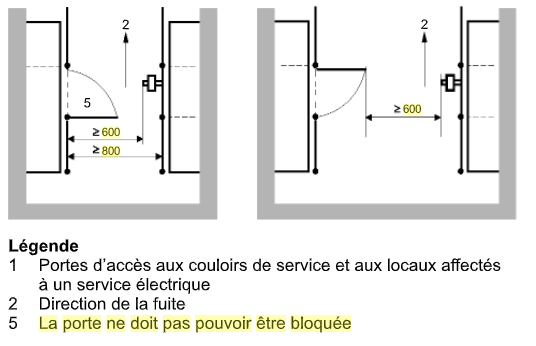 2
2
5
≥ 600
≥ 600
≥ 800
Légende
1 Portes d'accès aux couloirs de service et aux locaux affectés
à un service électrique
2 Direction de la fuite
5 La porte ne doit pas pouvoir être bloquée